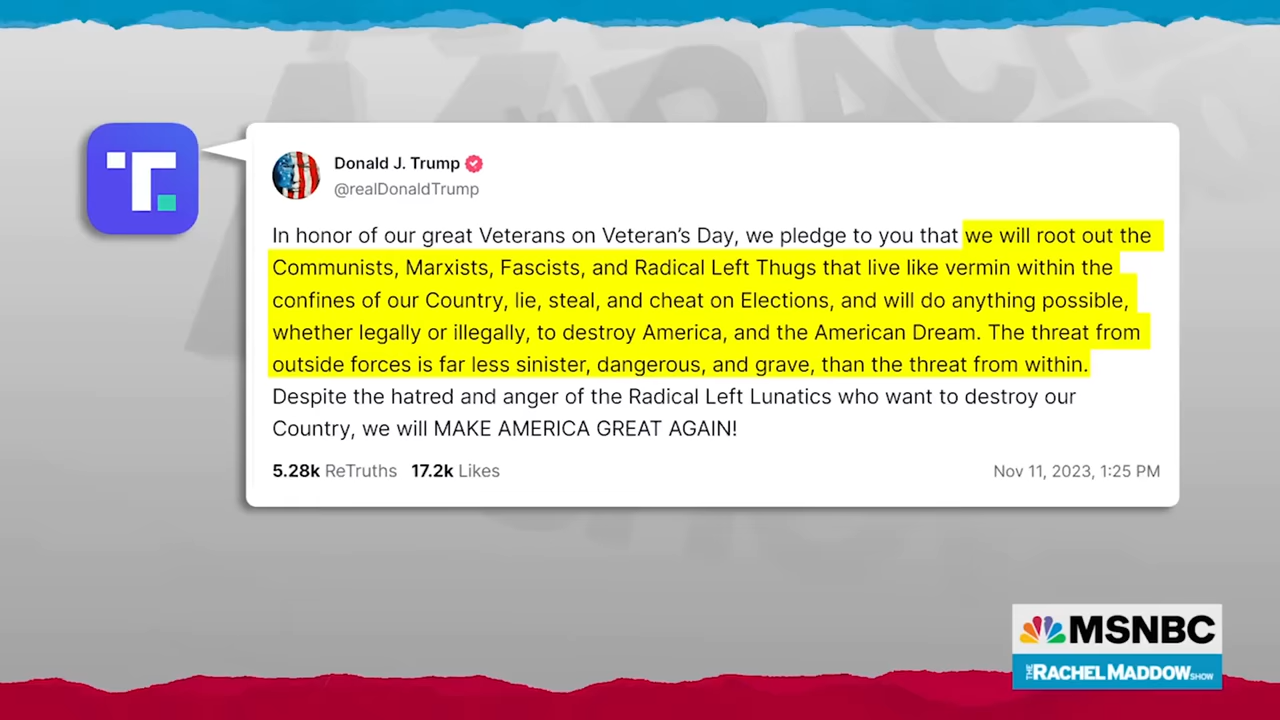 Donald J. Trump
@realDonaldTrump
In honor of our great Veterans on Veteran's Day, we pledge to you that we will root out the
Communists, Marxists, Fascists, and Radical Left Thugs that live like vermin within the
confines of our Country, lie, steal, and cheat on Elections, and will do anything possible,
whether legally or illegally, to destroy America, and the American Dream. The threat from
outside forces is far less sinister, dangerous, and grave, than the threat from within.
Despite the hatred and anger of the Radical Left Lunatics who want to destroy our
Country, we will MAKE AMERICA GREAT AGAIN!
5.28k ReTruths 17.2k Likes
Nov 11, 2023, 1:25 PM
MSNBC
THE RACHEL MADDOW SHOW